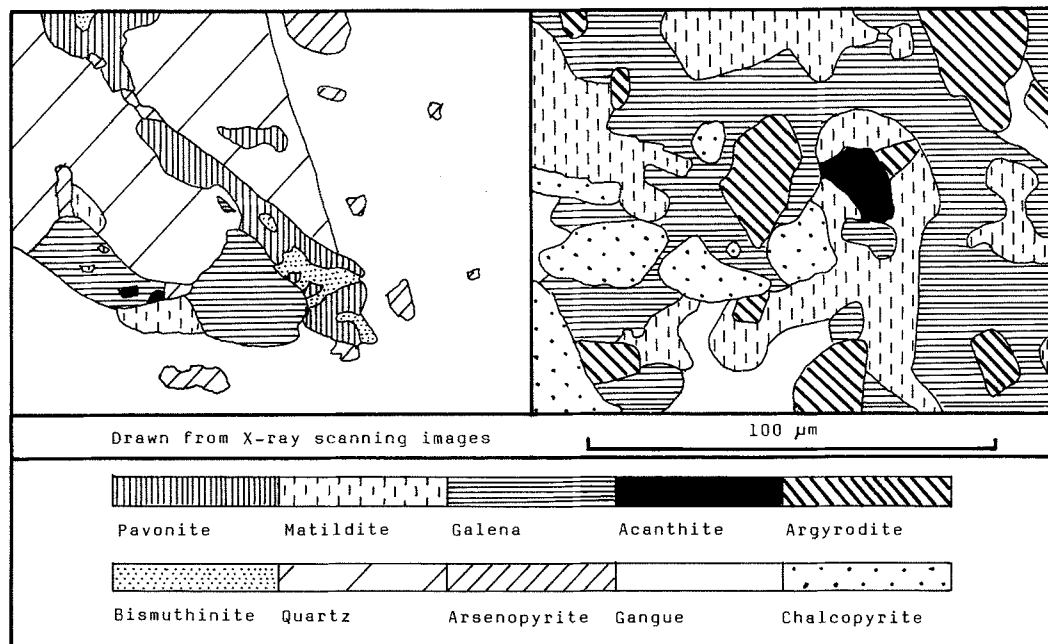 Drawn from X-ray scanning images
100 µm
Pavonite Matildite Galena Acanthite Argyrodite
Bismuthinite Quartz Arsenopyrite Gangue Chalcopyrite